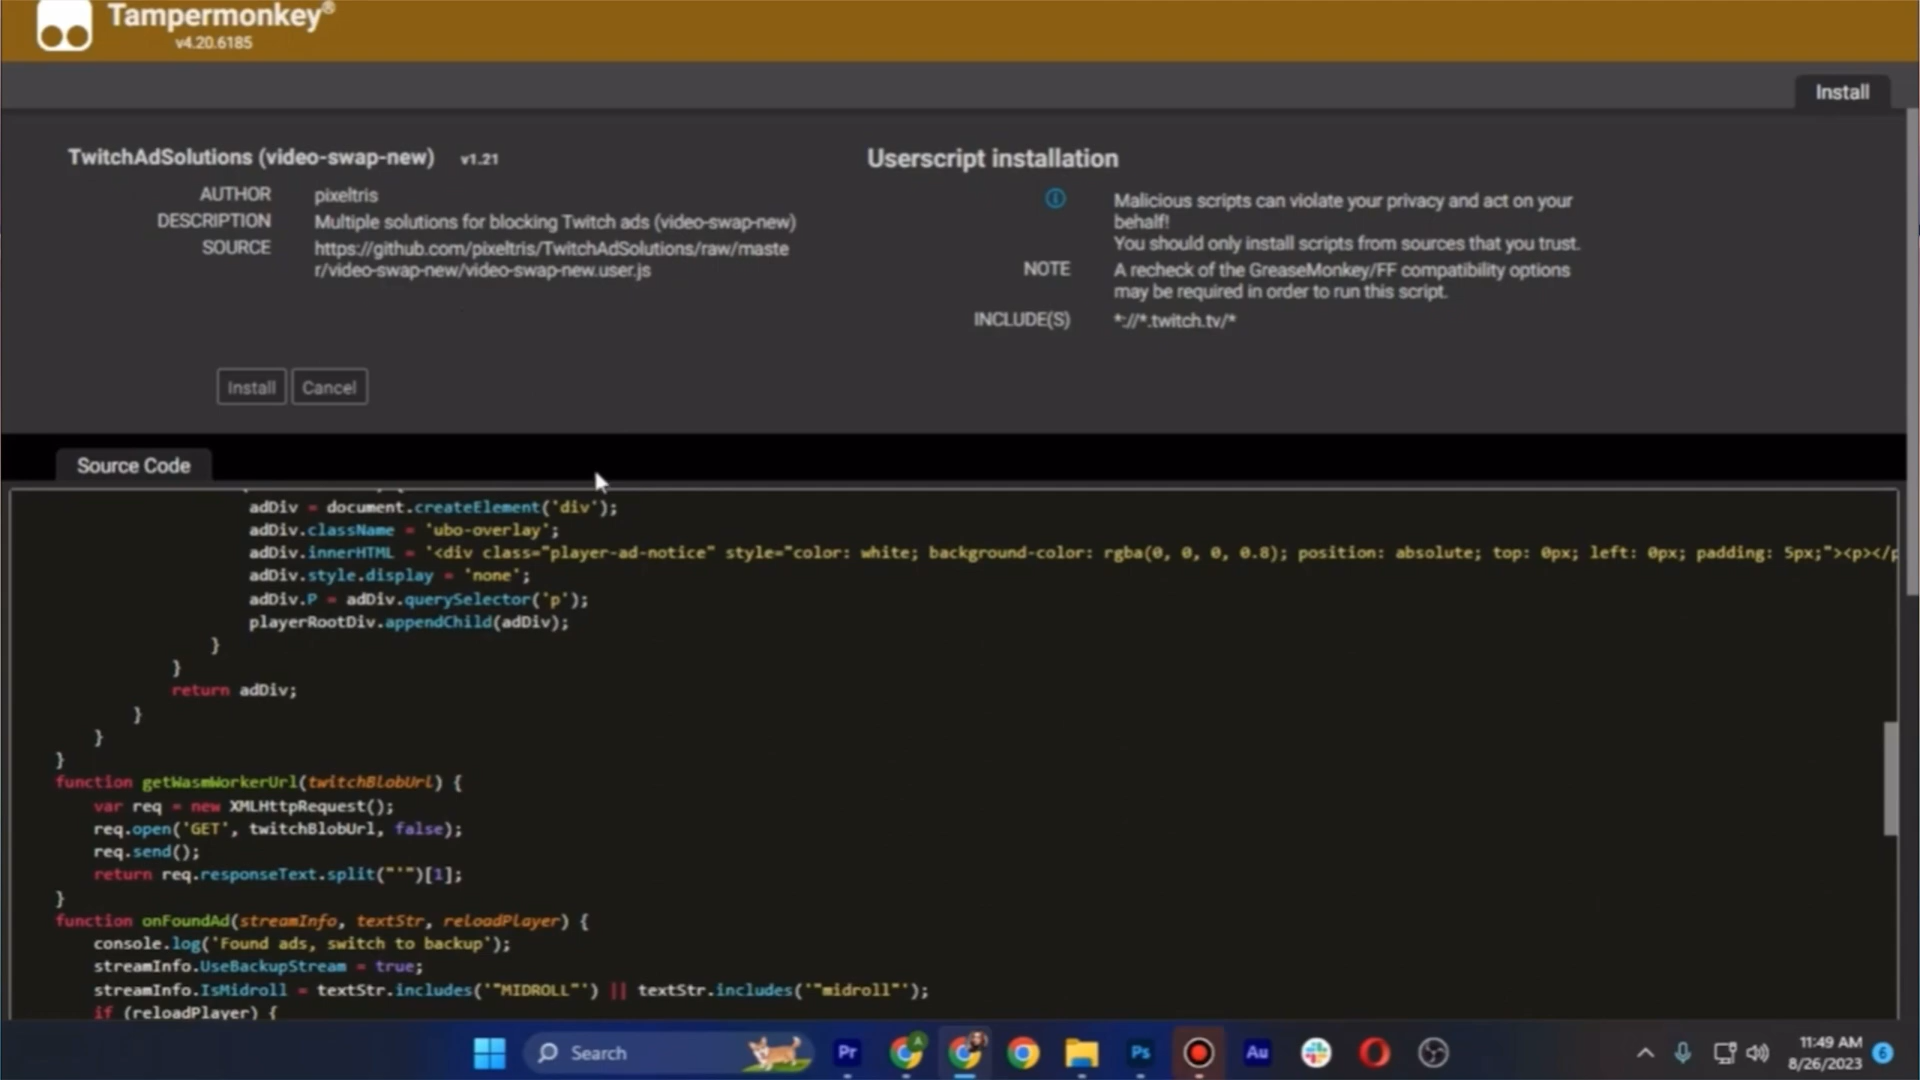 Tampermonkey®
v4.20.6185
Install
TwitchAdSolutions (video-swap-new) v1.21
AUTHOR pixeltris
DESCRIPTION Multiple solutions for blocking Twitch ads (video-swap-new)
SOURCE https://github.com/pixeltris/TwitchAdSolutions/raw/maste
r/video-swap-new/video-swap-new.user.js
Userscript installation
Malicious scripts can violate your privacy and act on your
behalf!
You should only install scripts from sources that you trust.
NOTE A recheck of the GreaseMonkey/FF compatibility options
may be required in order to run this script.
INCLUDE(S) *://*.twitch.tv/*
Install Cancel
Source Code
adDiv = document.createElement('div');
adDiv.className = 'ubo-overlay';
adDiv.innerHTML = '<div class="player-ad-notice" style="color: white; background-color: rgba(0, 0, 0, 0.8); position: absolute; top: 0px; left: 0px; padding: 5px;"><p></p
adDiv.style.display = 'none';
adDiv.P = adDiv.querySelector('p');
playerRootDiv.appendChild(adDiv);
}
}
return adDiv;
}
}
}
function getWasmWorkerUrl(twitchBlobUrl) {
var req = new XMLHttpRequest();
req.open('GET', twitchBlobUrl, false);
req.send();
return req.responseText.split("'")[1];
}
function onFoundAd(streamInfo, textStr, reloadPlayer) {
console.log('Found ads, switch to backup');
streamInfo.UseBackupStream = true;
streamInfo.IsMidroll = textStr.includes('"MIDROLL"') || textStr.includes('"midroll"');
if (reloadPlayer) {
Search
Pr
A
Ps
Au
11:49 AM
8/26/2023
6